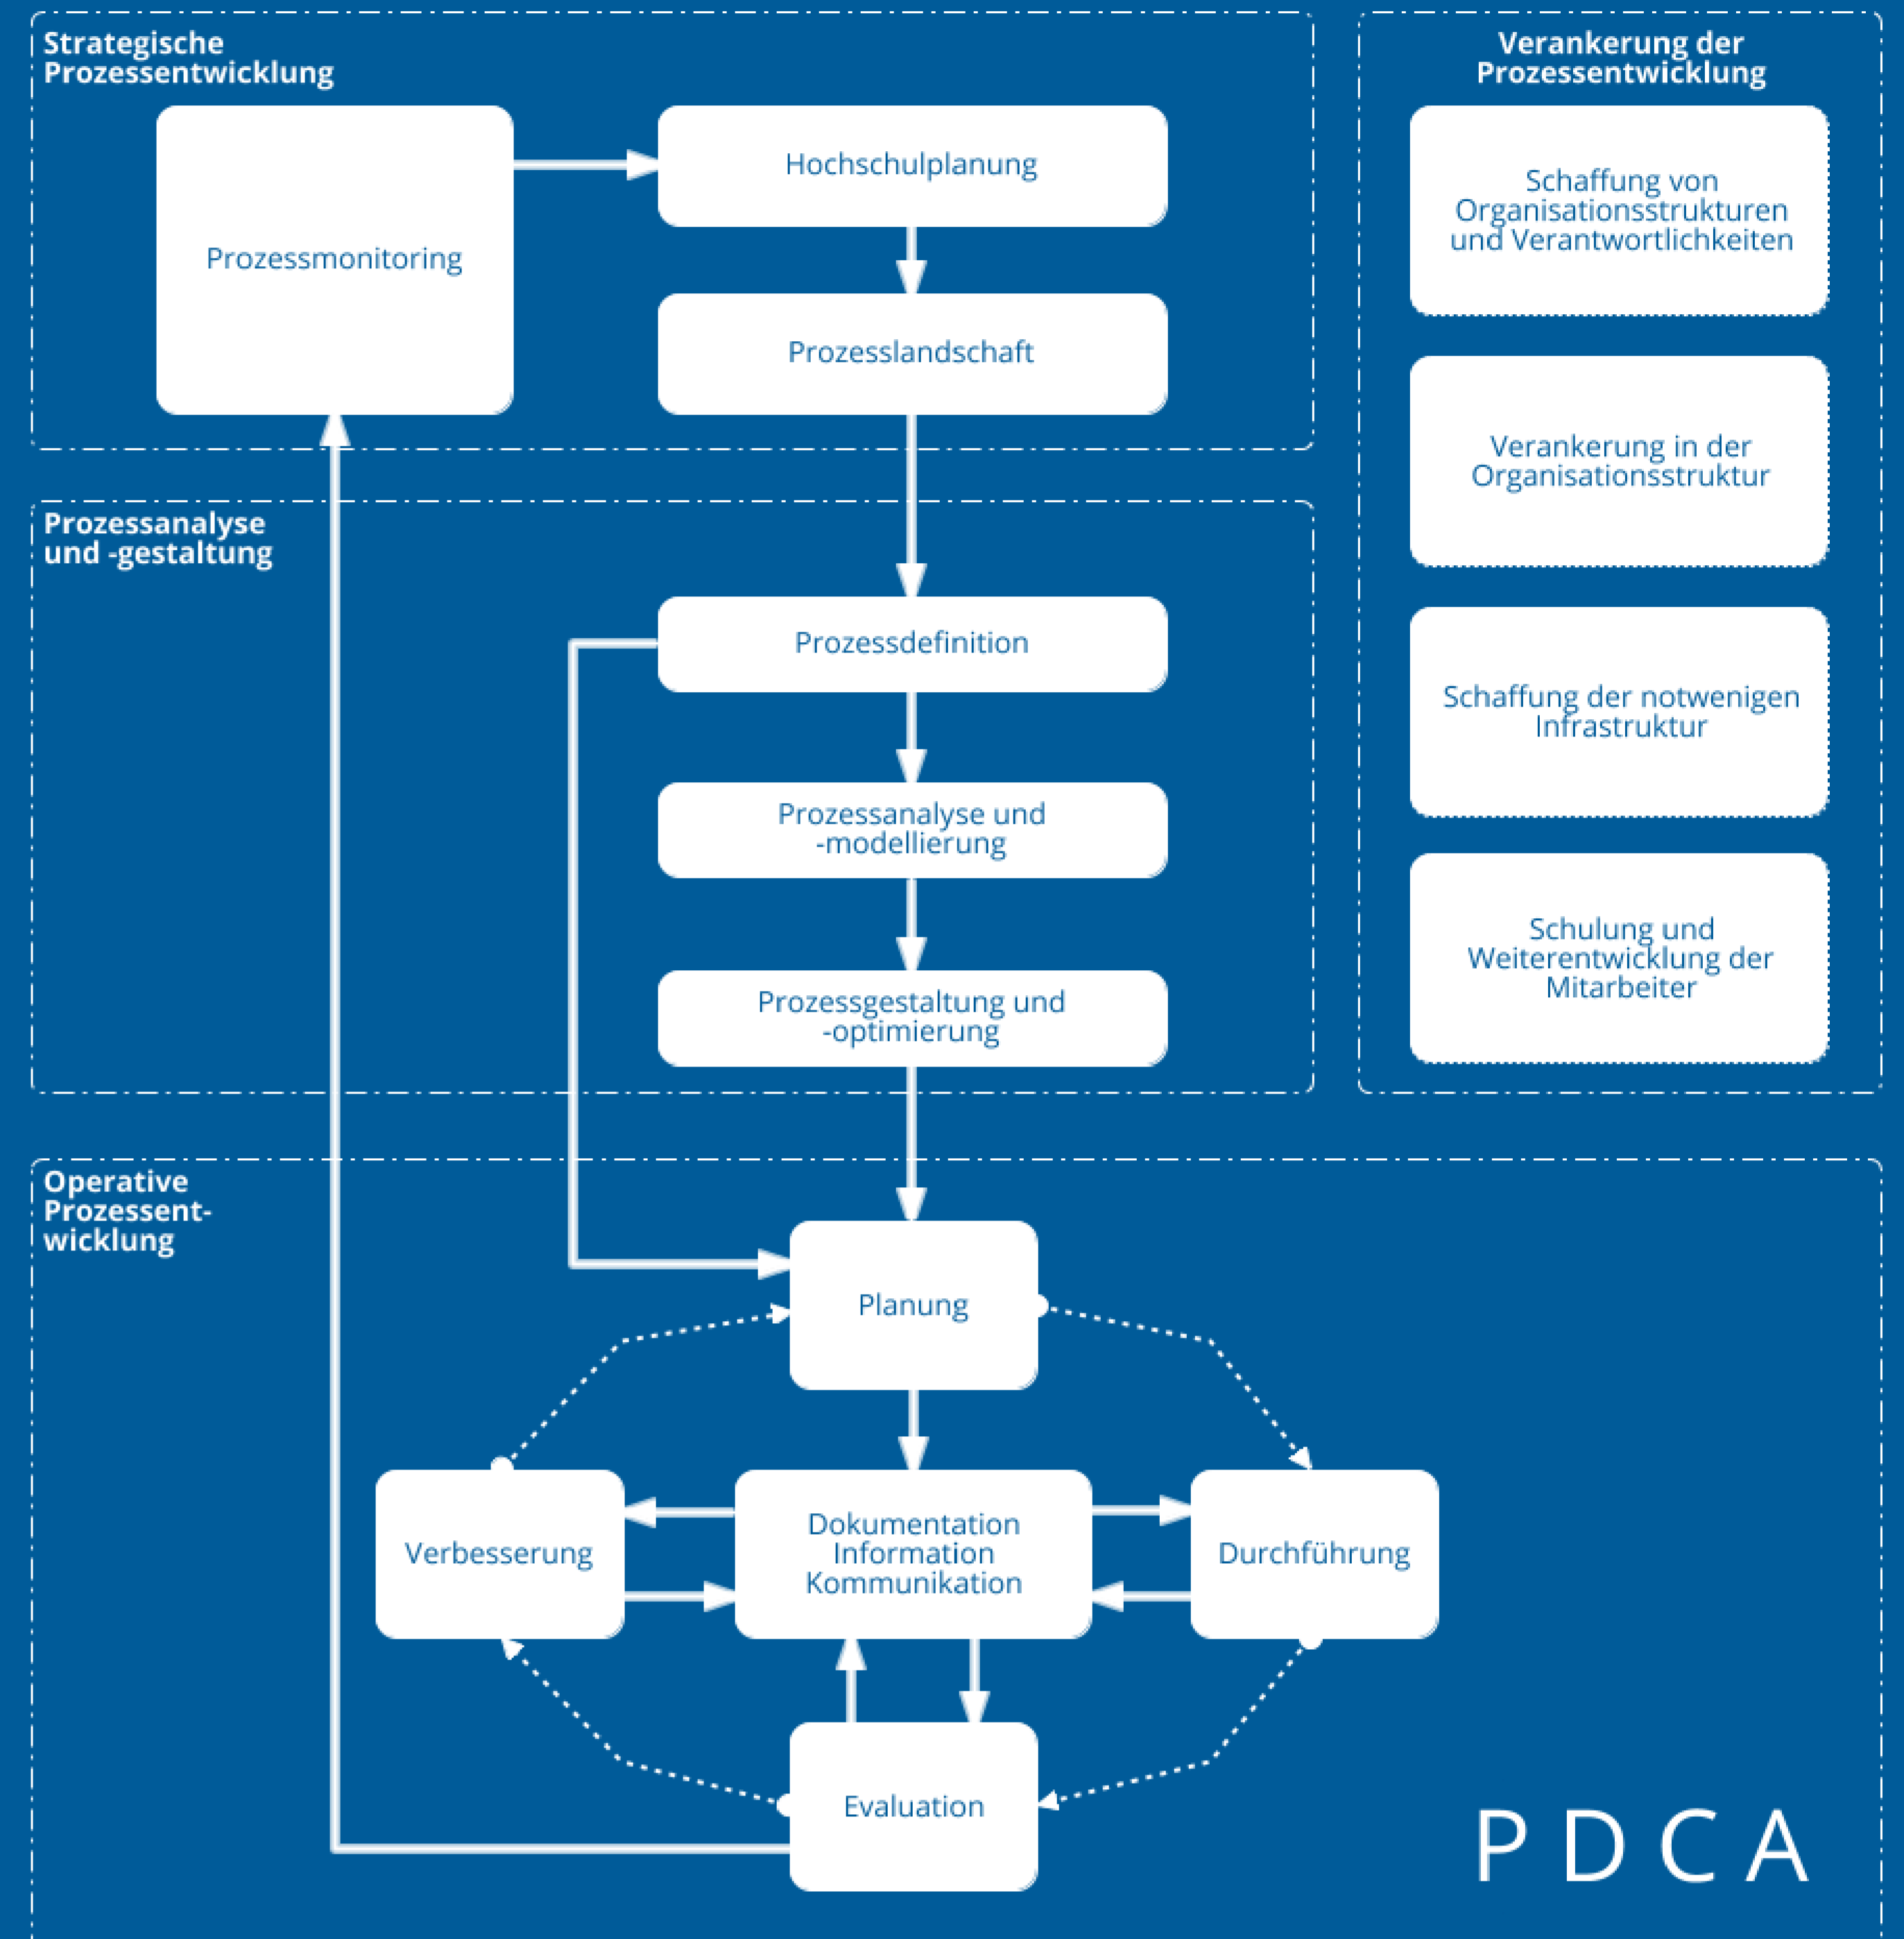 Strategische
Prozessentwicklung
Prozessmonitoring
Hochschulplanung
Prozesslandschaft
Verankerung der
Prozessentwicklung
Schaffung von
Organisationsstrukturen
und Verantwortlichkeiten
Verankerung in der
Organisationsstruktur
Schaffung der notwenigen
Infrastruktur
Schulung und
Weiterentwicklung der
Mitarbeiter
Prozessanalyse
und -gestaltung
Prozessdefinition
Prozessanalyse und
-modellierung
Prozessgestaltung und
-optimierung
Operative
Prozessent-
wicklung
Planung
Verbesserung
Dokumentation
Information
Kommunikation
Durchführung
Evaluation
P D C A